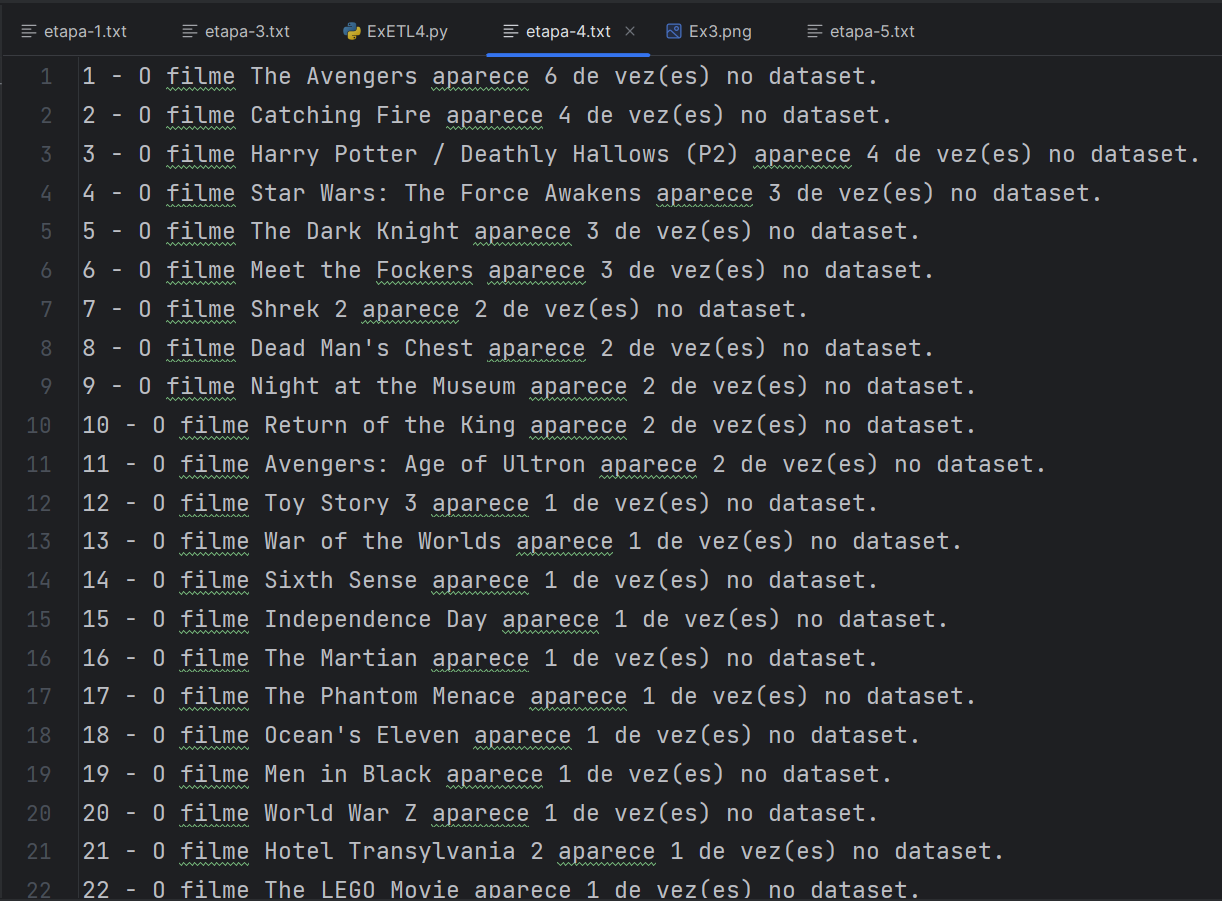 etapa-1.txt etapa-3.txt ExETL4.py etapa-4.txt Ex3.png etapa-5.txt
1 1 - O filme The Avengers aparece 6 de vez(es) no dataset.
2 2 - O filme Catching Fire aparece 4 de vez(es) no dataset.
3 3 - O filme Harry Potter / Deathly Hallows (P2) aparece 4 de vez(es) no dataset.
4 4 - O filme Star Wars: The Force Awakens aparece 3 de vez(es) no dataset.
5 5 - O filme The Dark Knight aparece 3 de vez(es) no dataset.
6 6 - O filme Meet the Fockers aparece 3 de vez(es) no dataset.
7 7 - O filme Shrek 2 aparece 2 de vez(es) no dataset.
8 8 - O filme Dead Man's Chest aparece 2 de vez(es) no dataset.
9 9 - O filme Night at the Museum aparece 2 de vez(es) no dataset.
10 10 - O filme Return of the King aparece 2 de vez(es) no dataset.
11 11 - O filme Avengers: Age of Ultron aparece 2 de vez(es) no dataset.
12 12 - O filme Toy Story 3 aparece 1 de vez(es) no dataset.
13 13 - O filme War of the Worlds aparece 1 de vez(es) no dataset.
14 14 - O filme Sixth Sense aparece 1 de vez(es) no dataset.
15 15 - O filme Independence Day aparece 1 de vez(es) no dataset.
16 16 - O filme The Martian aparece 1 de vez(es) no dataset.
17 17 - O filme The Phantom Menace aparece 1 de vez(es) no dataset.
18 18 - O filme Ocean's Eleven aparece 1 de vez(es) no dataset.
19 19 - O filme Men in Black aparece 1 de vez(es) no dataset.
20 20 - O filme World War Z aparece 1 de vez(es) no dataset.
21 21 - O filme Hotel Transylvania 2 aparece 1 de vez(es) no dataset.
22 22 - O filme The LEGO Movie aparece 1 de vez(es) no dataset.